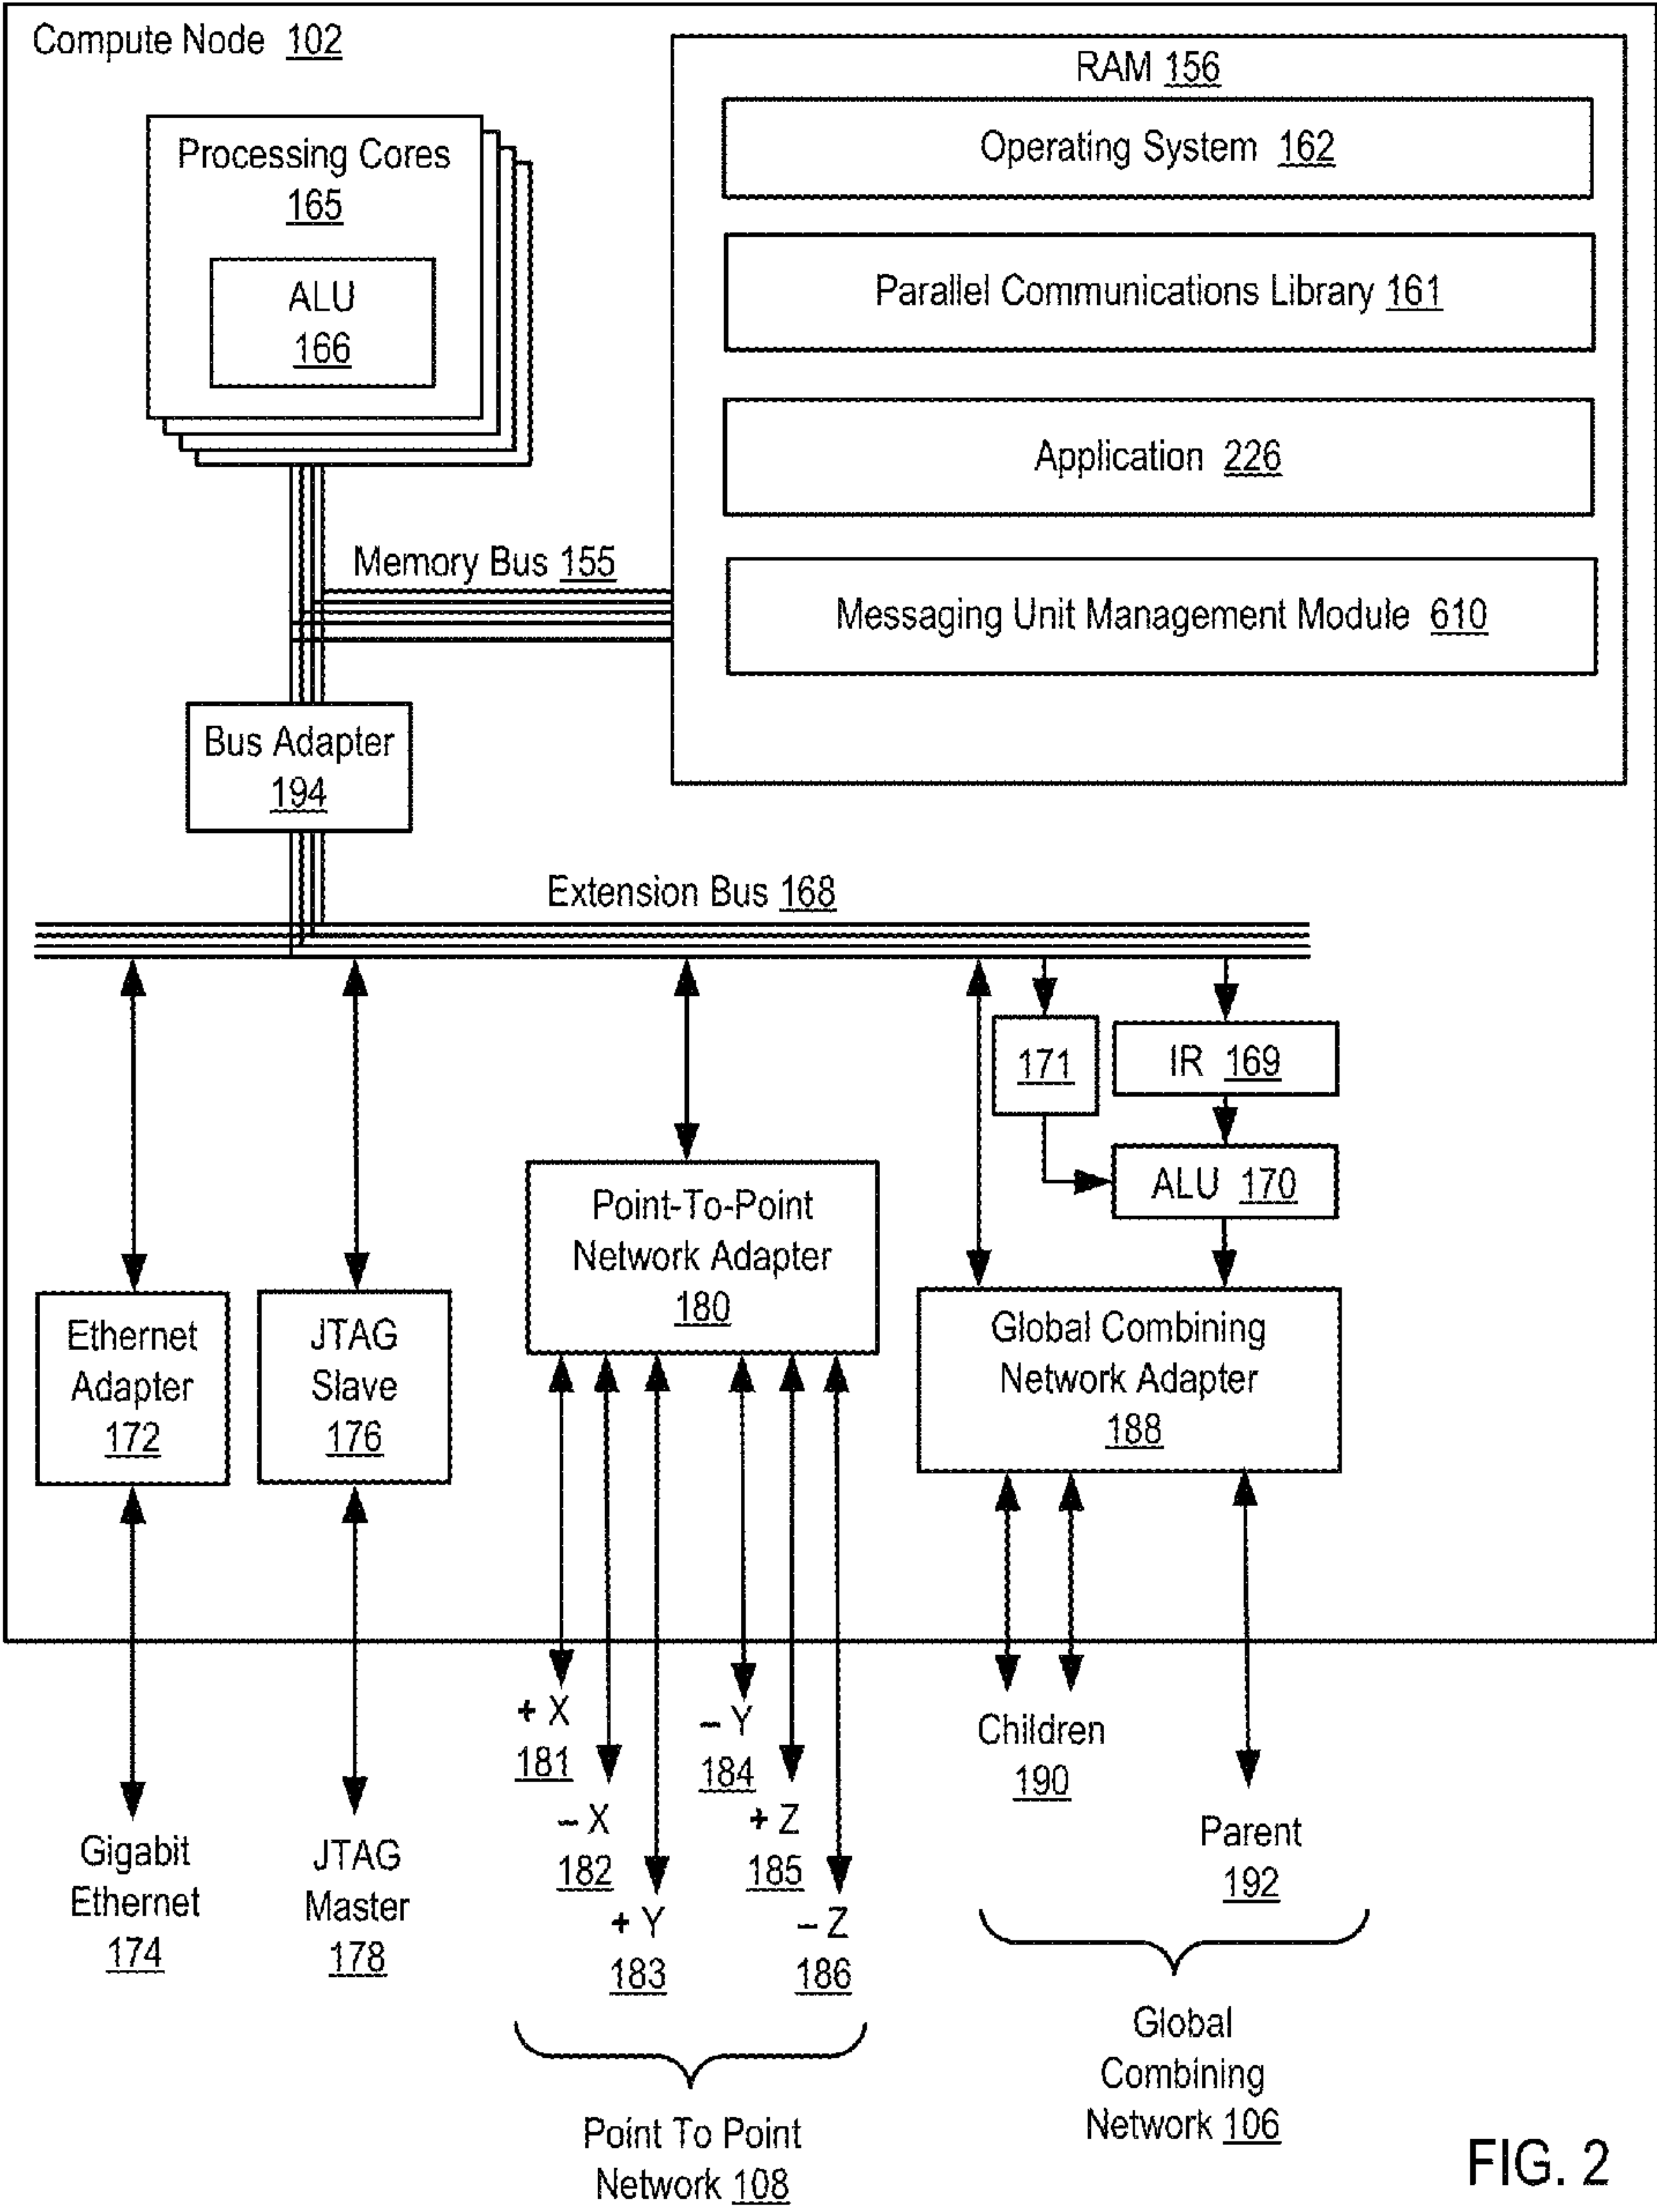 Compute Node 102
RAM 156
Operating System 162
Processing Cores
165
ALU
166
Parallel Communications Library 161
Application 226
Memory Bus 155
Messaging Unit Management Module 610
Bus Adapter
194
Extension Bus 168
171
IR 169
ALU 170
Point-To-Point
Network Adapter
180
Ethernet
Adapter
172
JTAG
Slave
176
Global Combining
Network Adapter
188
+ X
181
– X
182
+ Y
183
– Y
184
+ Z
185
– Z
186
Children
190
Parent
192
Gigabit
Ethernet
174
JTAG
Master
178
Global
Combining
Network 106
Point To Point
Network 108
FIG. 2